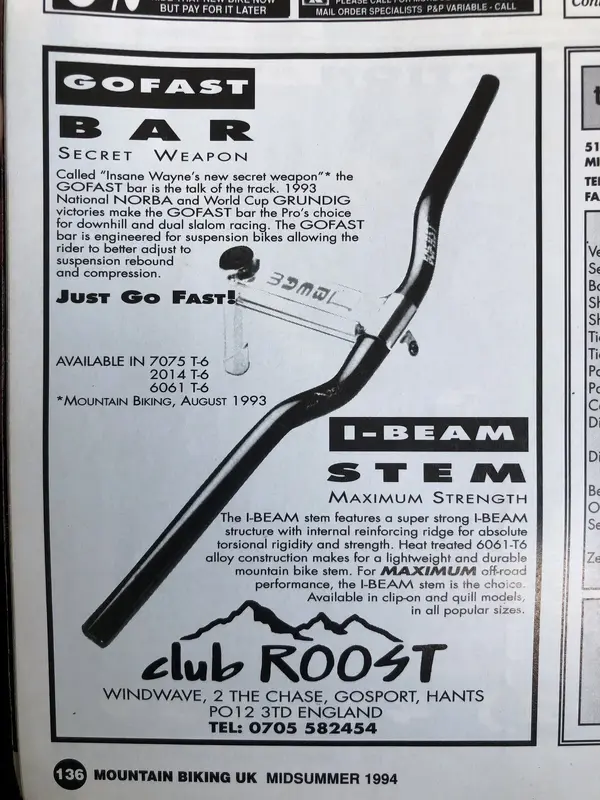 BUT PAY FOR IT LATER
PLEASE CALL FOR
MAIL ORDER SPECIALISTS P&P VARIABLE - CALL
GOFAST
BAR
SECRET WEAPON
Called "Insane Wayne's new secret weapon"* the
GOFAST bar is the talk of the track. 1993
National NORBA and World Cup GRUNDIG
victories make the GOFAST bar the Pro's choice
for downhill and dual slalom racing. The GOFAST
bar is engineered for suspension bikes allowing the
rider to better adjust to
suspension rebound
and compression.
JUST GO FAST!
AVAILABLE IN 7075 T-6
2014 T-6
6061 T-6
*MOUNTAIN BIKING, AUGUST 1993
I-BEAM
STEM
MAXIMUM STRENGTH
The I-BEAM stem features a super strong I-BEAM
structure with internal reinforcing ridge for absolute
torsional rigidity and strength. Heat treated 6061-T6
alloy construction makes for a lightweight and durable
mountain bike stem. For MAXIMUM off-road
performance, the I-BEAM stem is the choice.
Available in clip-on and quill models,
in all popular sizes.
club ROOST
WINDWAVE, 2 THE CHASE, GOSPORT, HANTS
PO12 3TD ENGLAND
TEL: 0705 582454
136 MOUNTAIN BIKING UK MIDSUMMER 1994